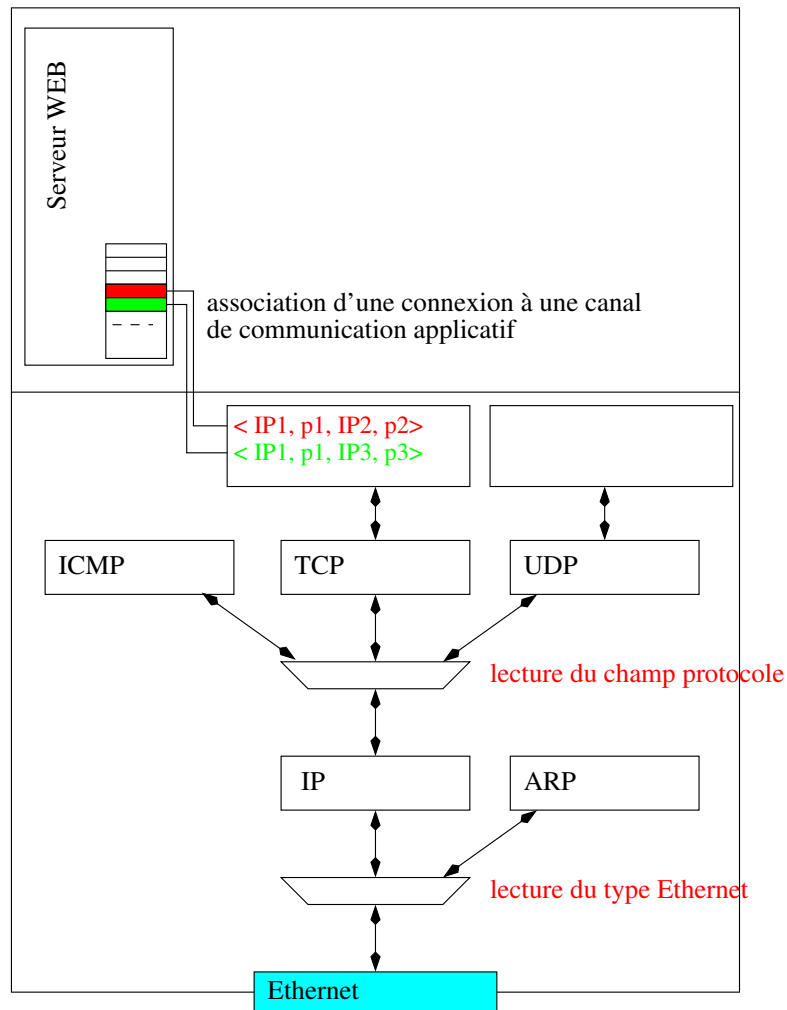 Serveur WEB
association d'une connexion à une canal
de communication applicatif
< IP1, p1, IP2, p2>
< IP1, p1, IP3, p3>
ICMP
TCP
UDP
lecture du champ protocole
IP
ARP
lecture du type Ethernet
Ethernet